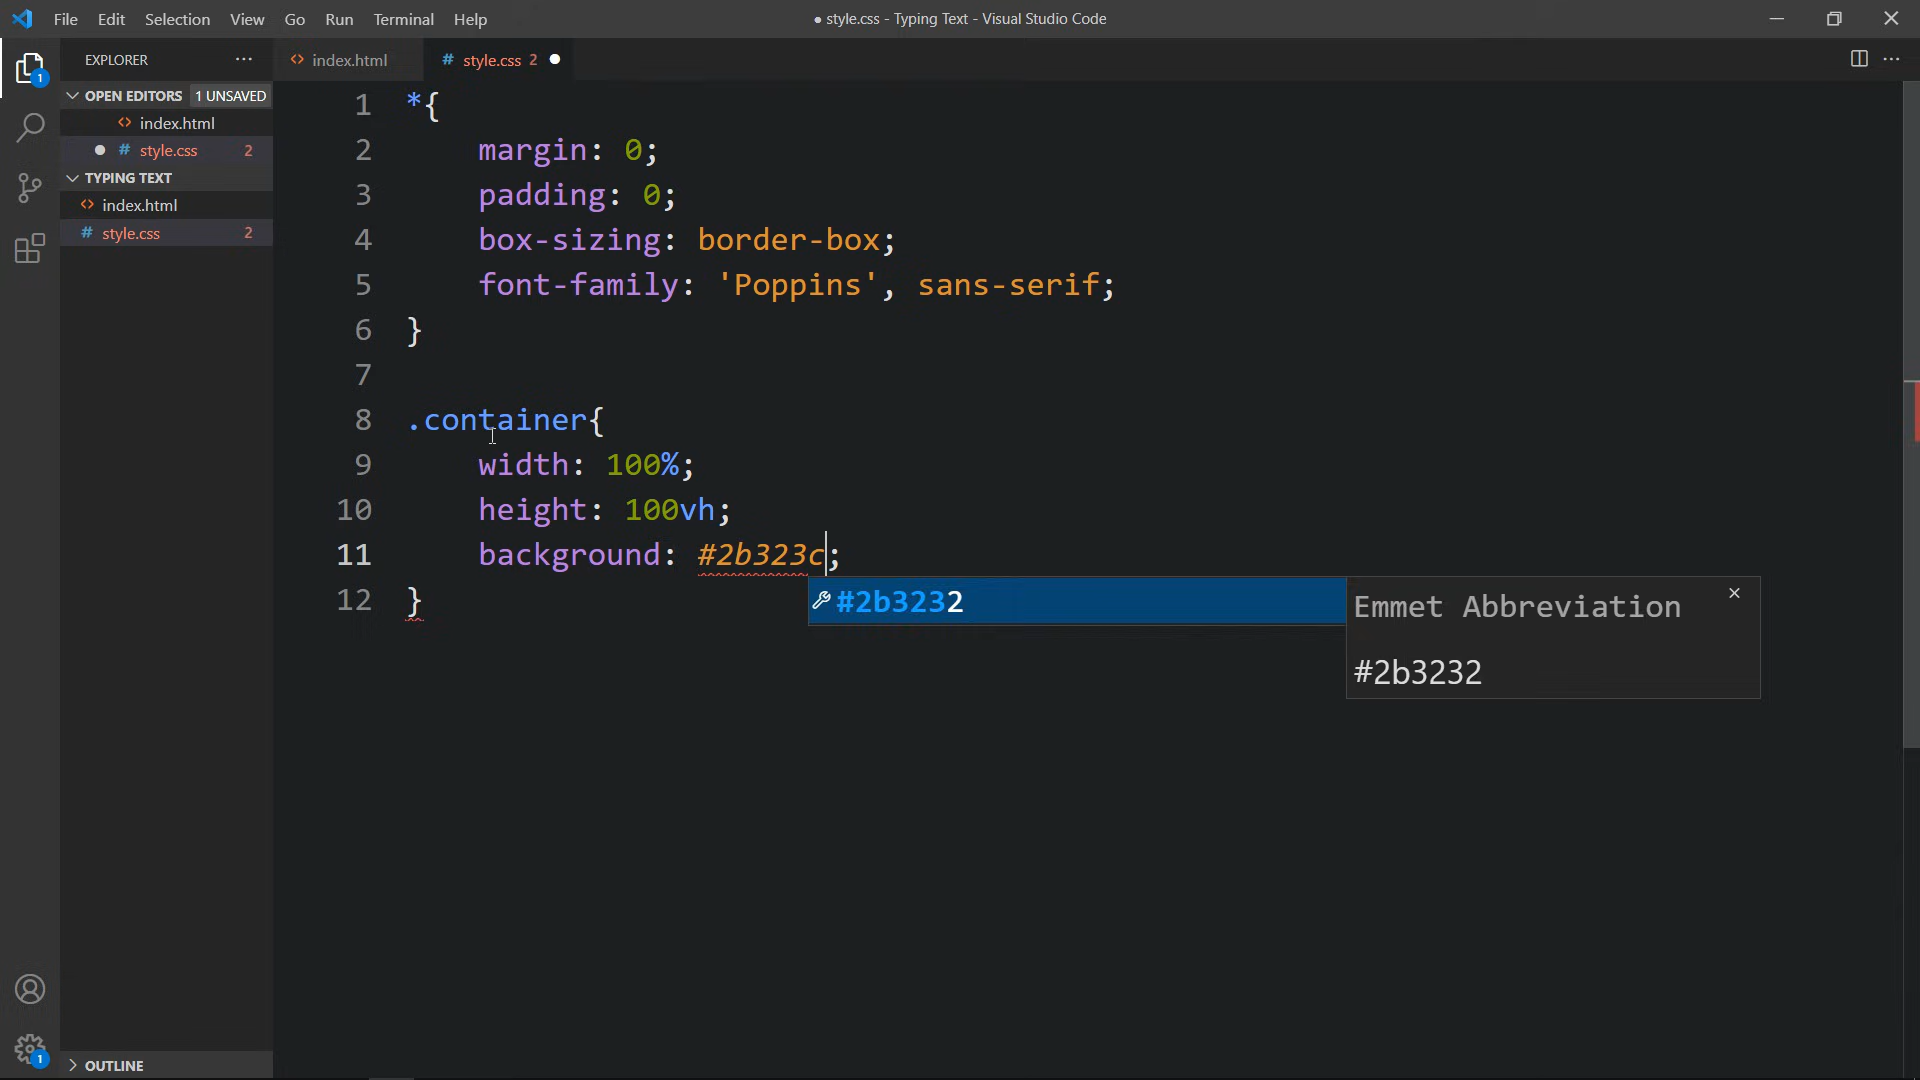 File Edit Selection View Go Run Terminal Help
● style.css - Typing Text - Visual Studio Code
EXPLORER ···
<> index.html
# style.css 2 ●
OPEN EDITORS 1 UNSAVED
<> index.html
● # style.css 2
TYPING TEXT
<> index.html
# style.css 2
OUTLINE
1
1
1 *{
2 margin: 0;
3 padding: 0;
4 box-sizing: border-box;
5 font-family: 'Poppins', sans-serif;
6 }
7
8 .container{
9 width: 100%;
10 height: 100vh;
11 background: #2b323c;
12 }
#2b3232
Emmet Abbreviation
#2b3232